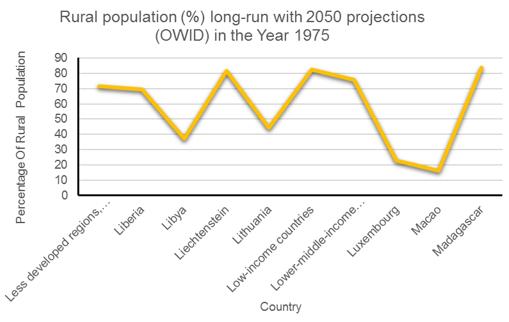 Rural population (%) long-run with 2050 projections
(OWID) in the Year 1975
Percentage Of Rural Population
90
80
70
60
50
40
30
20
10
0
Less developed regions,...
Liberia
Libya
Liechtenstein
Lithuania
Low-income countries
Lower-middle-income...
Luxembourg
Macao
Madagascar
Country